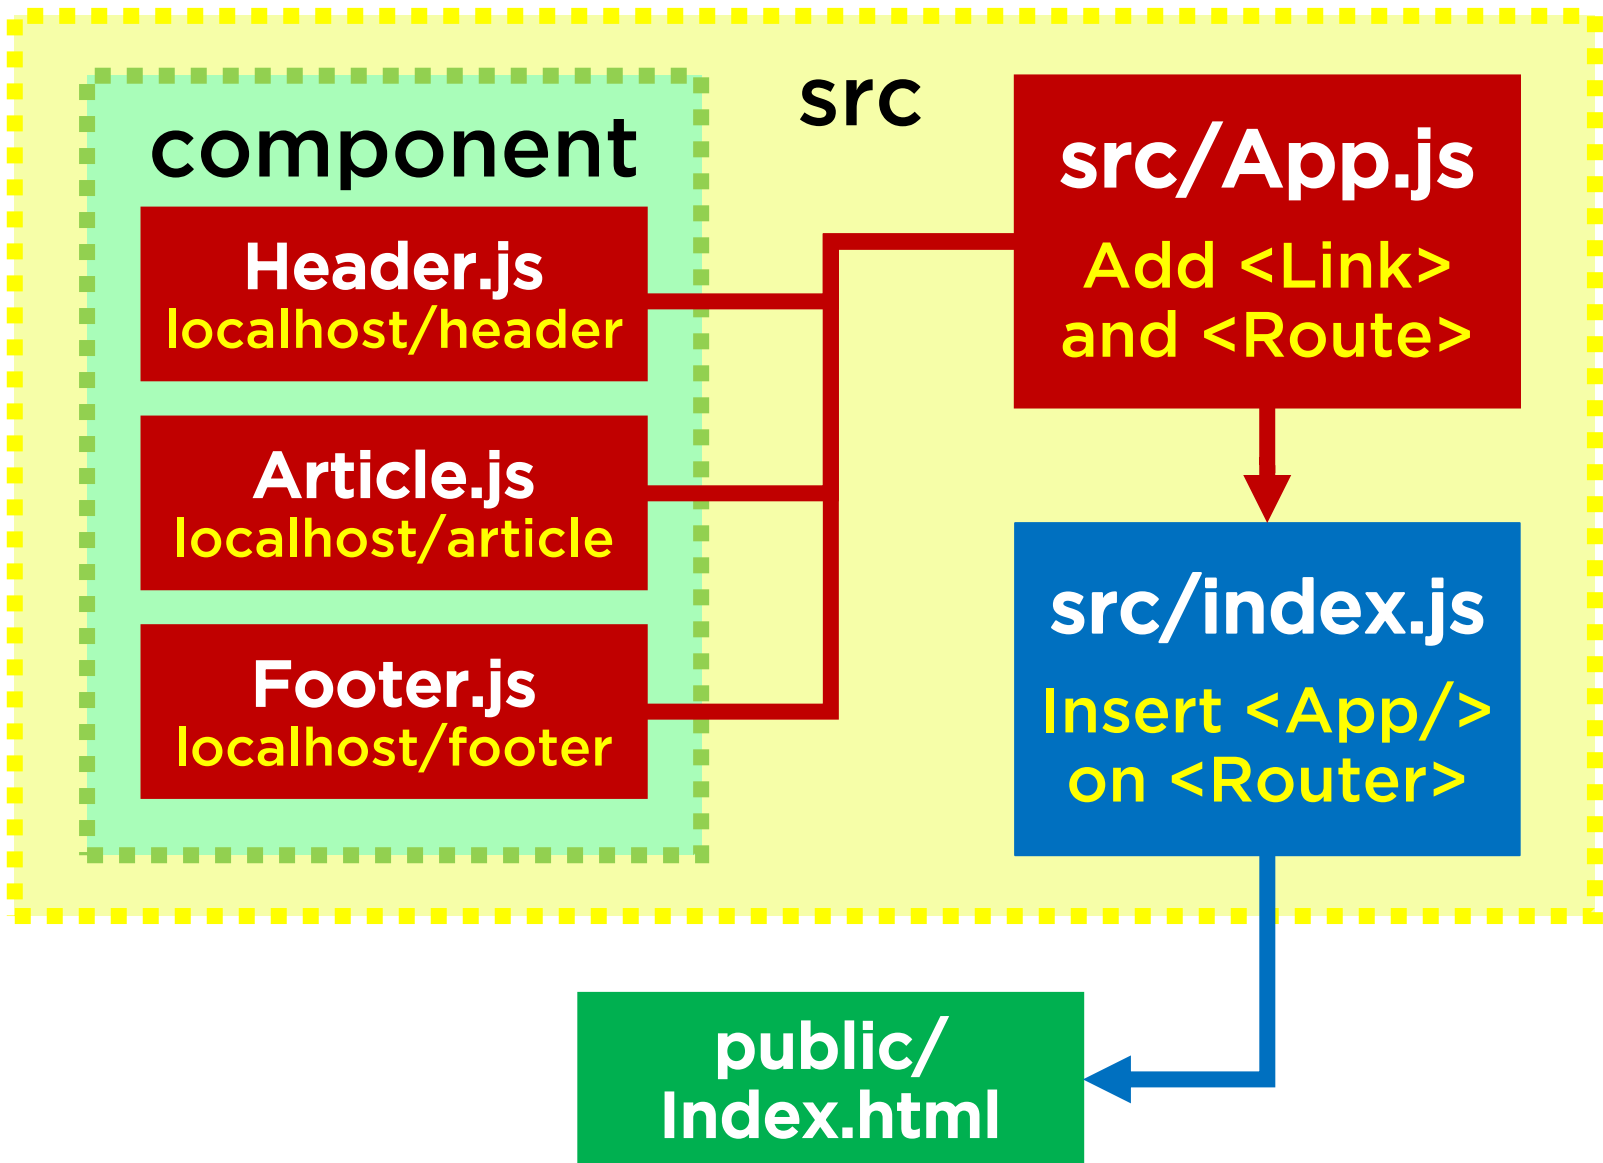 src
component
Header.js
localhost/header
Article.js
localhost/article
Footer.js
localhost/footer
src/App.js
Add <Link>
and <Route>
src/index.js
Insert <App/>
on <Router>
public/
Index.html